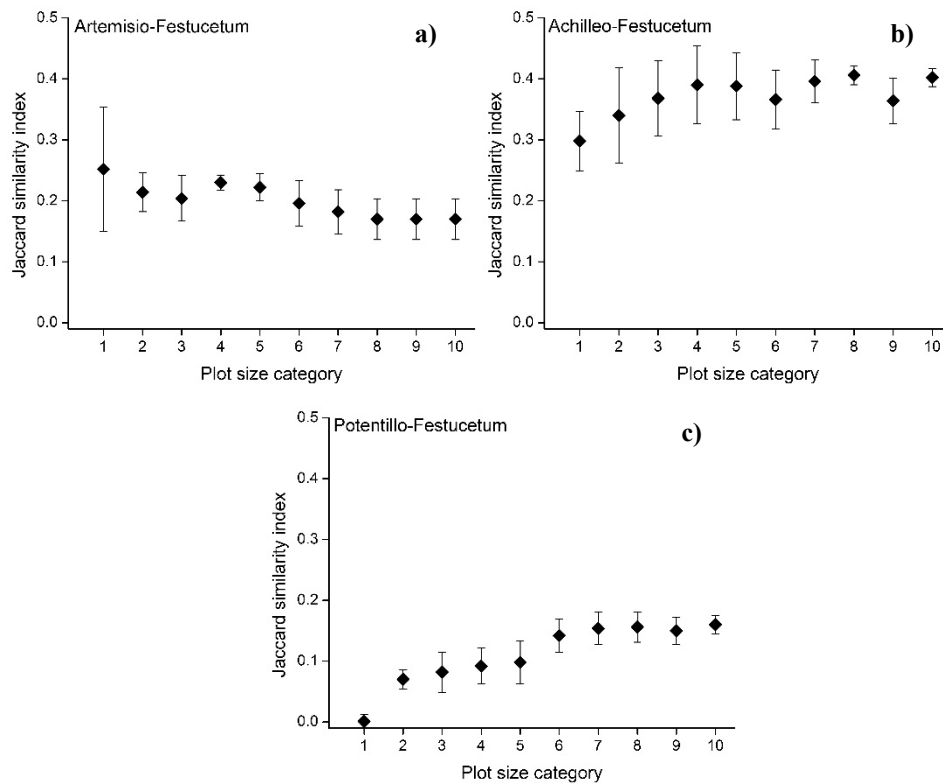 Artemisio-Festucetum
a)
Jaccard similarity index
0.5
0.4
0.3
0.2
0.1
0.0
1 2 3 4 5 6 7 8 9 10
Plot size category
Achilleo-Festucetum
b)
Jaccard similarity index
0.5
0.4
0.3
0.2
0.1
0.0
1 2 3 4 5 6 7 8 9 10
Plot size category
Potentillo-Festucetum
c)
Jaccard similarity index
0.5
0.4
0.3
0.2
0.1
0.0
1 2 3 4 5 6 7 8 9 10
Plot size category